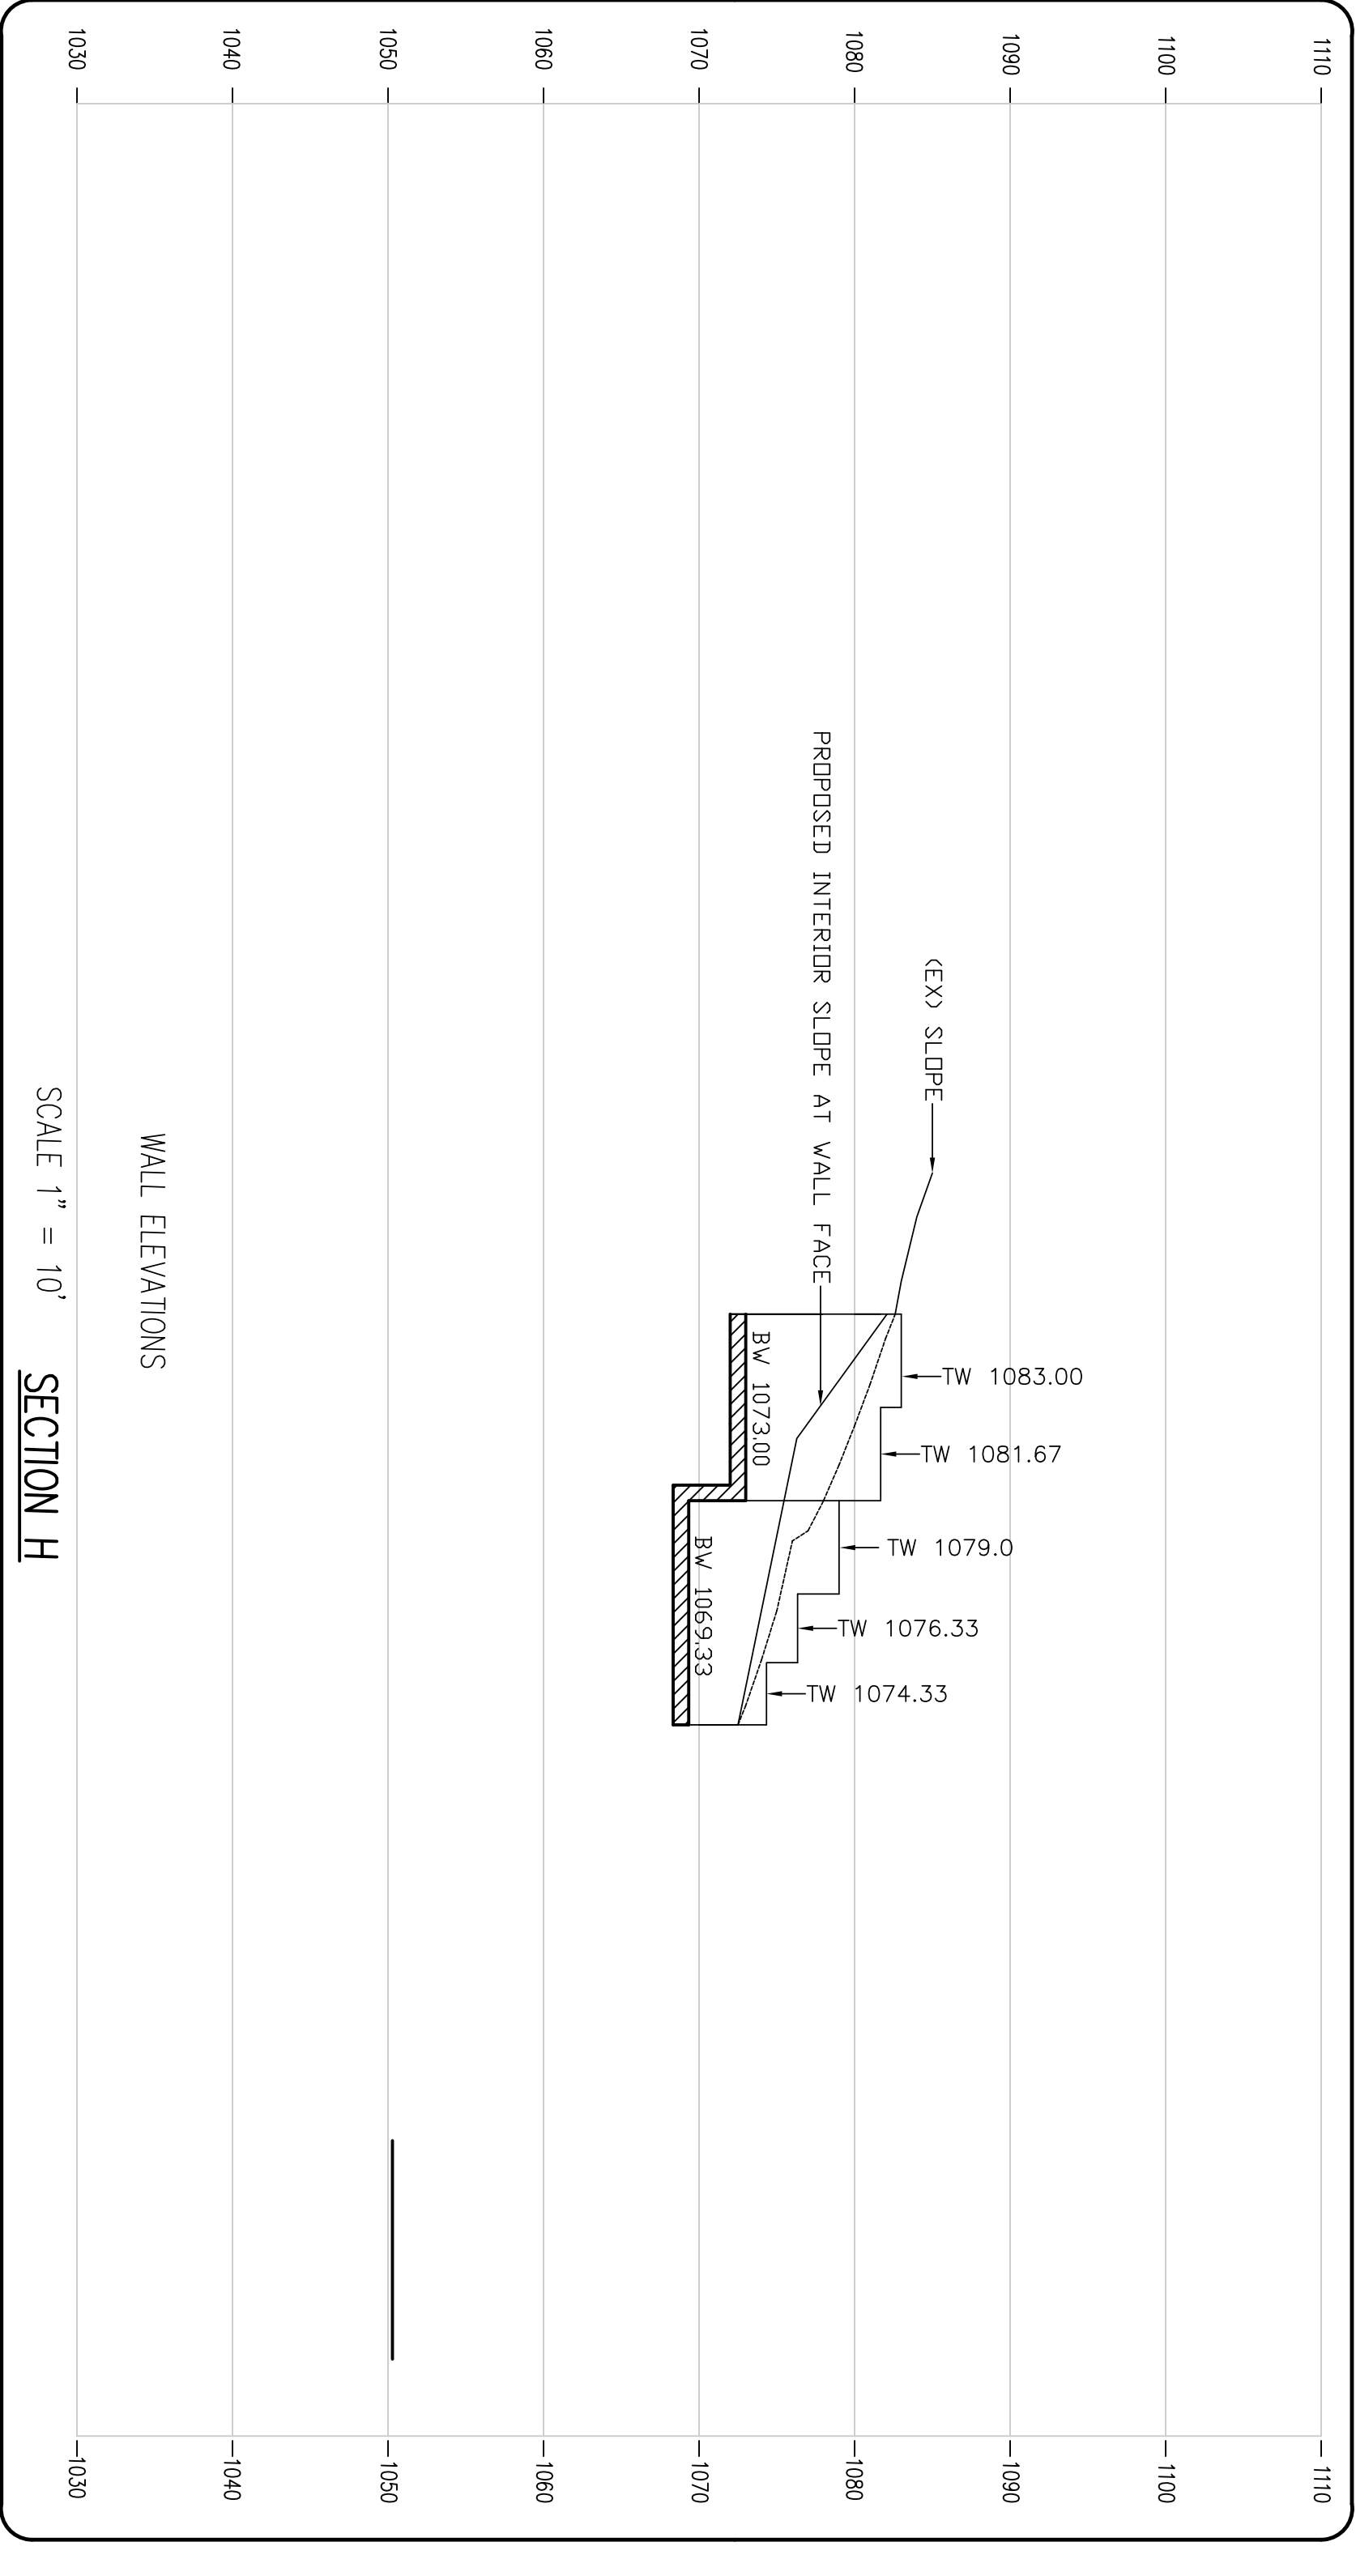 1110
1110
1100
1100
1090
1090
(EX) SLOPE
TW 1083.00
TW 1081.67
1080
1080
PROPOSED INTERIOR SLOPE AT WALL FACE
TW 1079.0
TW 1076.33
TW 1074.33
BW 1073.00
1070
1070
BW 1069.33
1060
1060
1050
1050
1040
1040
WALL ELEVATIONS
1030
1030
SCALE 1" = 10'
SECTION H